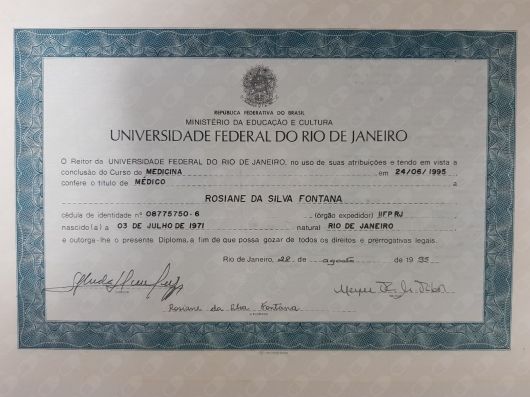 REPÚBLICA FEDERATIVA DO BRASIL
MINISTÉRIO DA EDUCAÇÃO E CULTURA
UNIVERSIDADE FEDERAL DO RIO DE JANEIRO
O Reitor da UNIVERSIDADE FEDERAL DO RIO DE JANEIRO, no uso de suas atribuições e tendo em vista a
conclusão do Curso de MEDICINA em 24/06/1995
confere o título de MÉDICO a
ROSIANE DA SILVA FONTANA
cédula de identidade nº 08775750-6 (órgão expedidor) IFPRJ
nascido(a) a 03 DE JULHO DE 1971 natural RIO DE JANEIRO
e outorga-lhe o presente Diploma, a fim de que possa gozar de todos os direitos e prerrogativas legais.
Rio de Janeiro, 22 de agosto de 1995
Rosiane da Silva Fontana